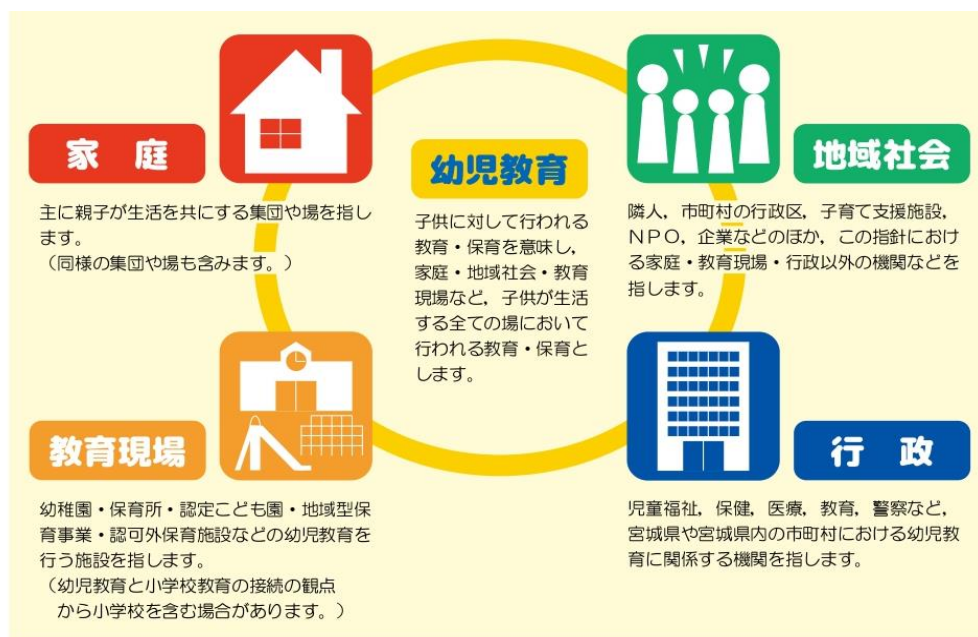 家 庭
主に親子が生活を共にする集団や場を指し
ます。
（同様の集団や場も含みます。）
幼児教育
子供に対して行われる
教育・保育を意味し，
家庭・地域社会・教育
現場など，子供が生活
する全ての場において
行われる教育・保育と
します。
地域社会
隣人，市町村の行政区，子育て支援施設，
ＮＰＯ，企業などのほか，この指針におけ
る家庭・教育現場・行政以外の機関などを
指します。
教育現場
幼稚園・保育所・認定こども園・地域型保
育事業・認可外保育施設などの幼児教育を
行う施設を指します。
（幼児教育と小学校教育の接続の観点
から小学校を含む場合があります。）
行 政
児童福祉，保健，医療，教育，警察など，
宮城県や宮城県内の市町村における幼児教
育に関係する機関を指します。